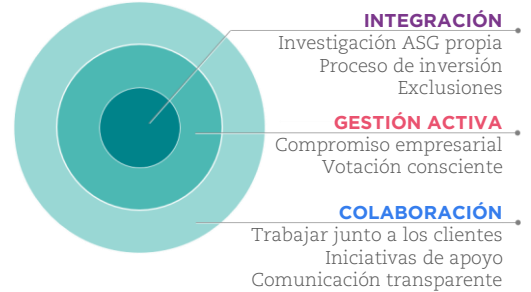 INTEGRACIÓN
Investigación ASG propia
Proceso de inversión
Exclusiones
GESTIÓN ACTIVA
Compromiso empresarial
Votación consciente
COLABORACIÓN
Trabajar junto a los clientes
Iniciativas de apoyo
Comunicación transparente